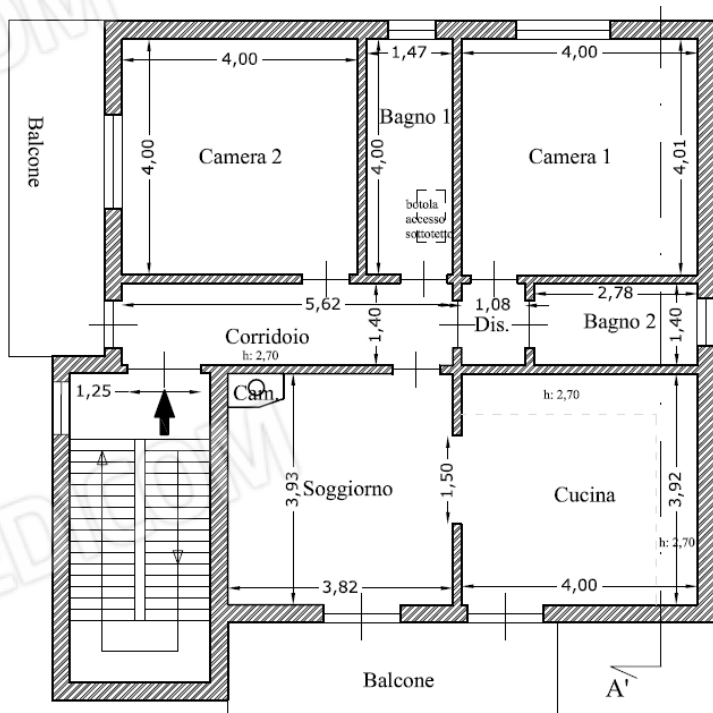 4,00
1,47
4,00
Balcone
Camera 2
4,00
Bagno 1
4,00
Camera 1
4,01
botola
accesso
sottotetto
5,62
1,40
1,08
2,78
Corridoio
h: 2,70
Dis.
Bagno 2
1,40
1,25
Cam.
h: 2,70
3,93
Soggiorno
1,50
Cucina
3,92
h: 2,70
3,82
4,00
Balcone
A'